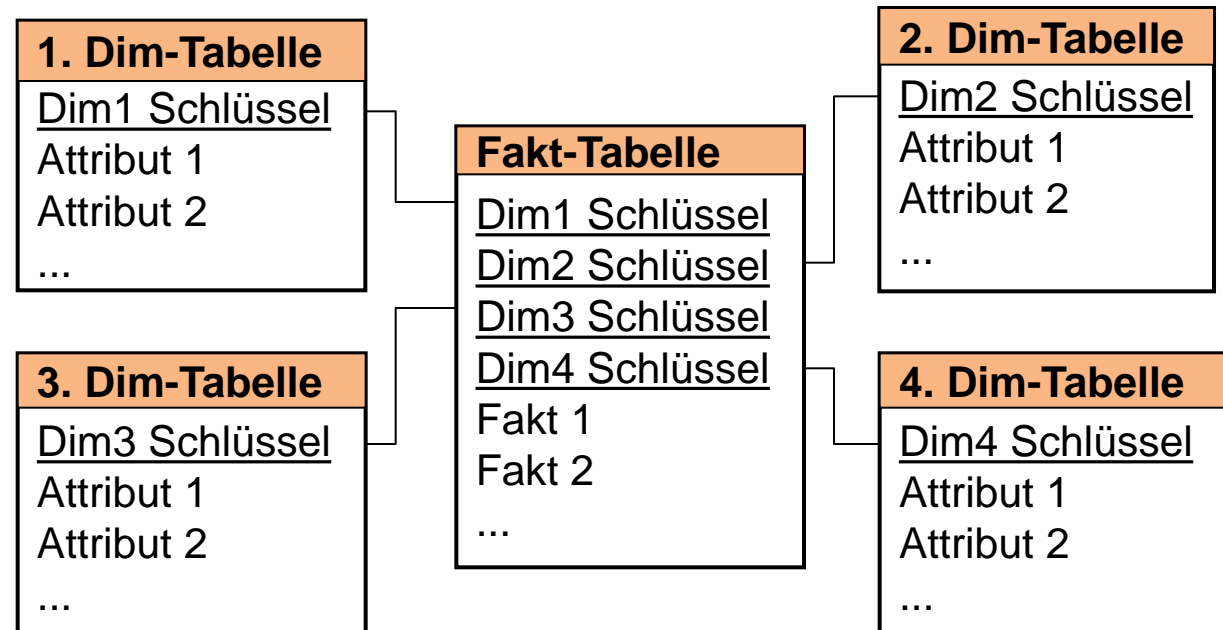 1. Dim-Tabelle
Dim1 Schlüssel
Attribut 1
Attribut 2
...
2. Dim-Tabelle
Dim2 Schlüssel
Attribut 1
Attribut 2
...
Fakt-Tabelle
Dim1 Schlüssel
Dim2 Schlüssel
Dim3 Schlüssel
Dim4 Schlüssel
Fakt 1
Fakt 2
...
3. Dim-Tabelle
Dim3 Schlüssel
Attribut 1
Attribut 2
...
4. Dim-Tabelle
Dim4 Schlüssel
Attribut 1
Attribut 2
...